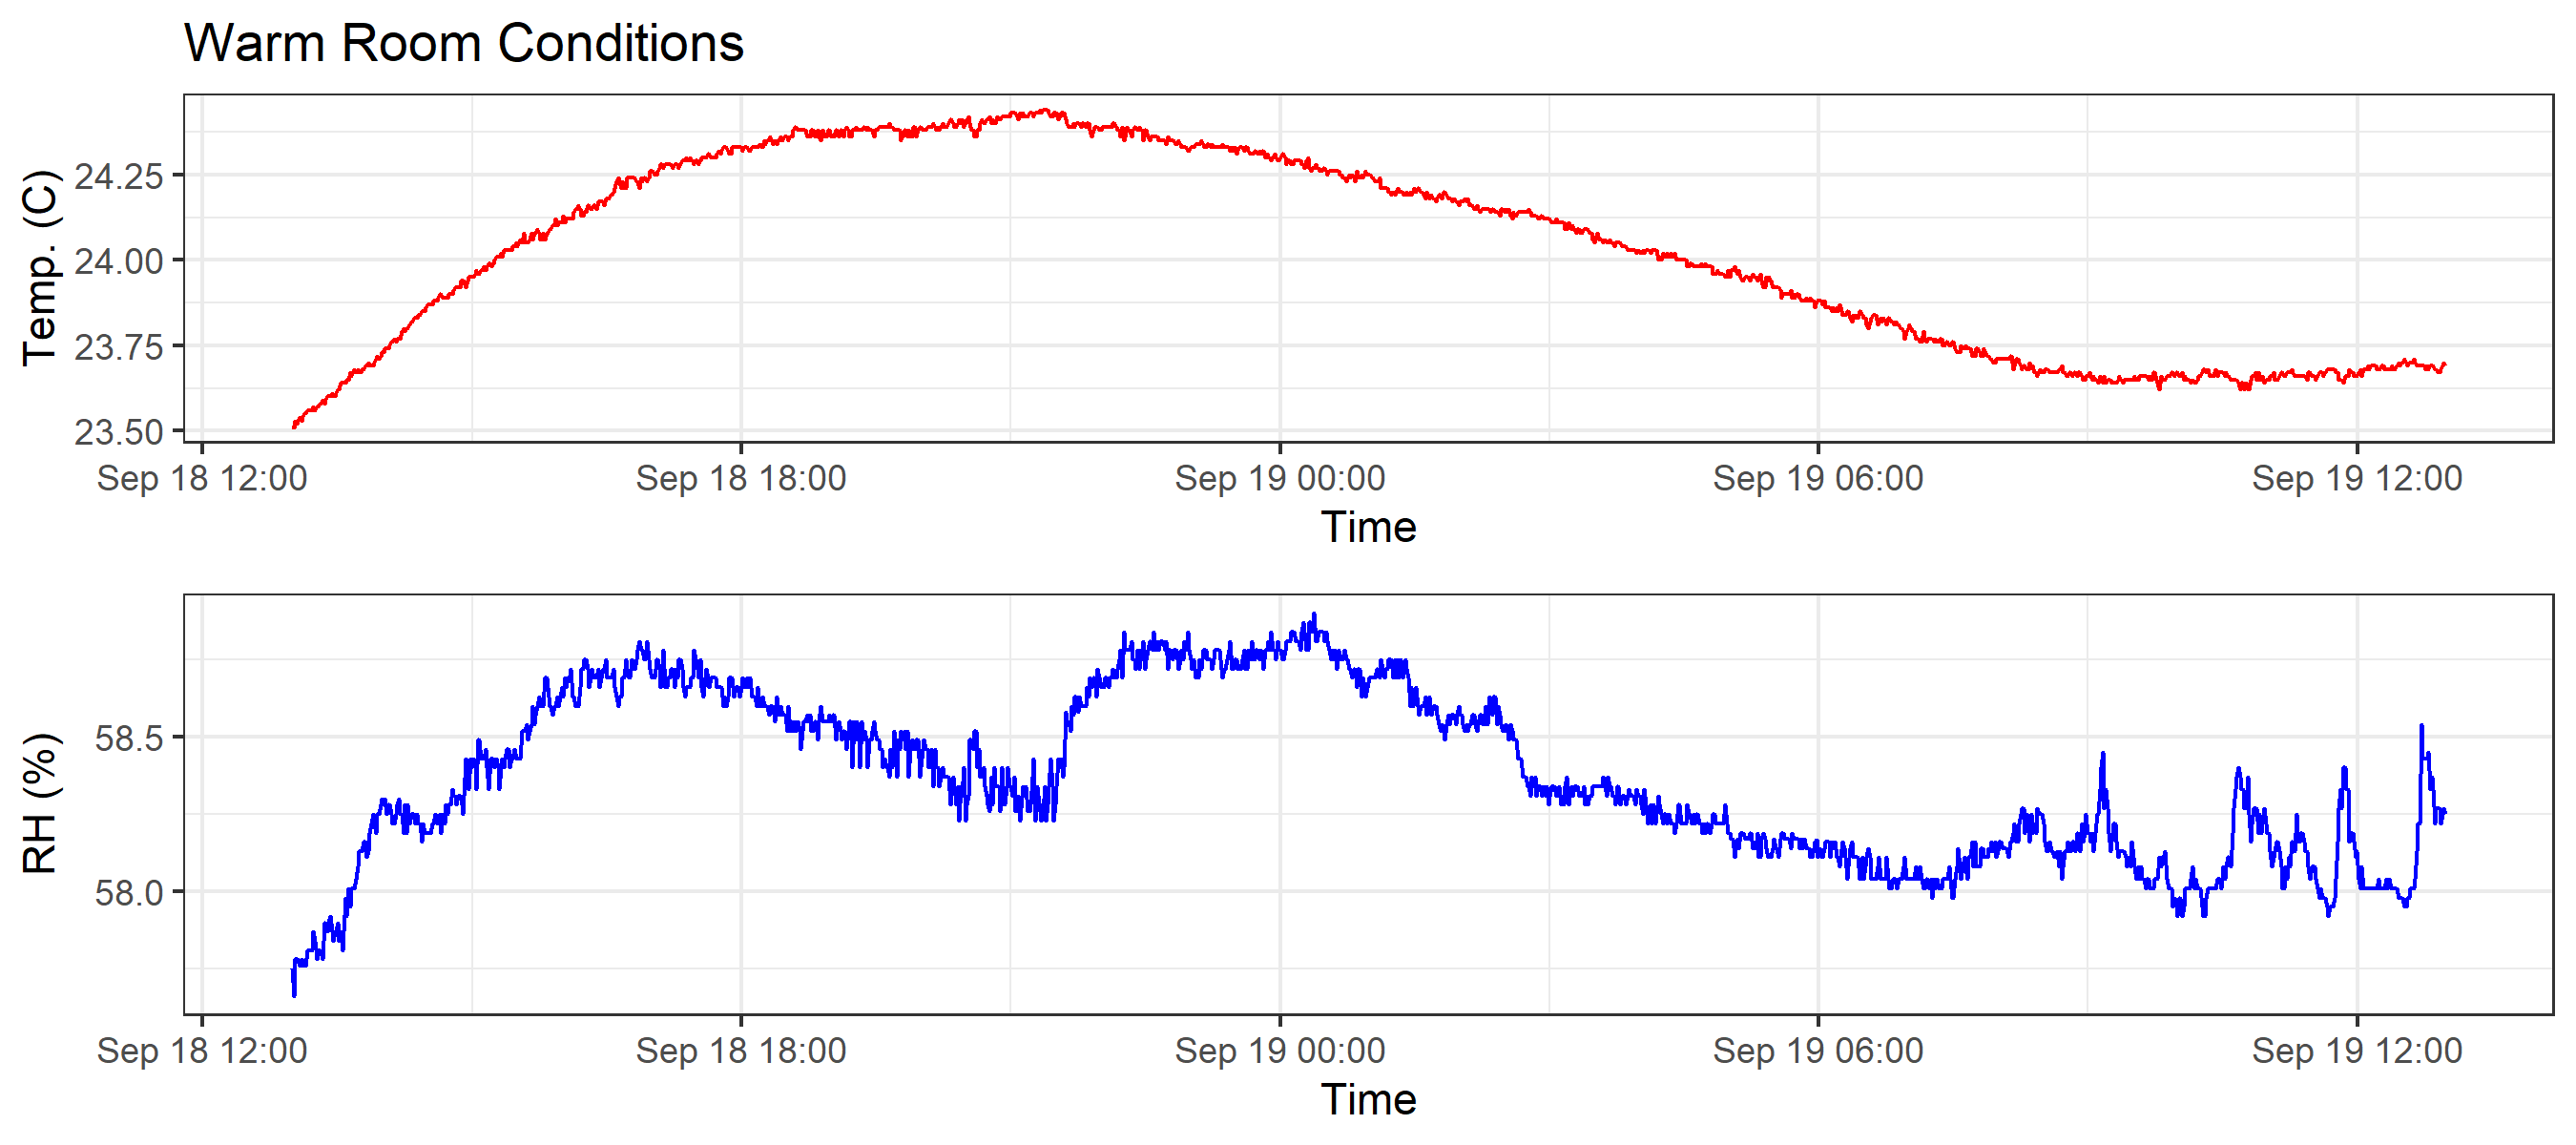 Warm Room Conditions
Temp. (C)
24.25
24.00
23.75
23.50
Sep 18 12:00 Sep 18 18:00 Sep 19 00:00 Sep 19 06:00 Sep 19 12:00
Time
RH (%)
58.5
58.0
Sep 18 12:00 Sep 18 18:00 Sep 19 00:00 Sep 19 06:00 Sep 19 12:00
Time